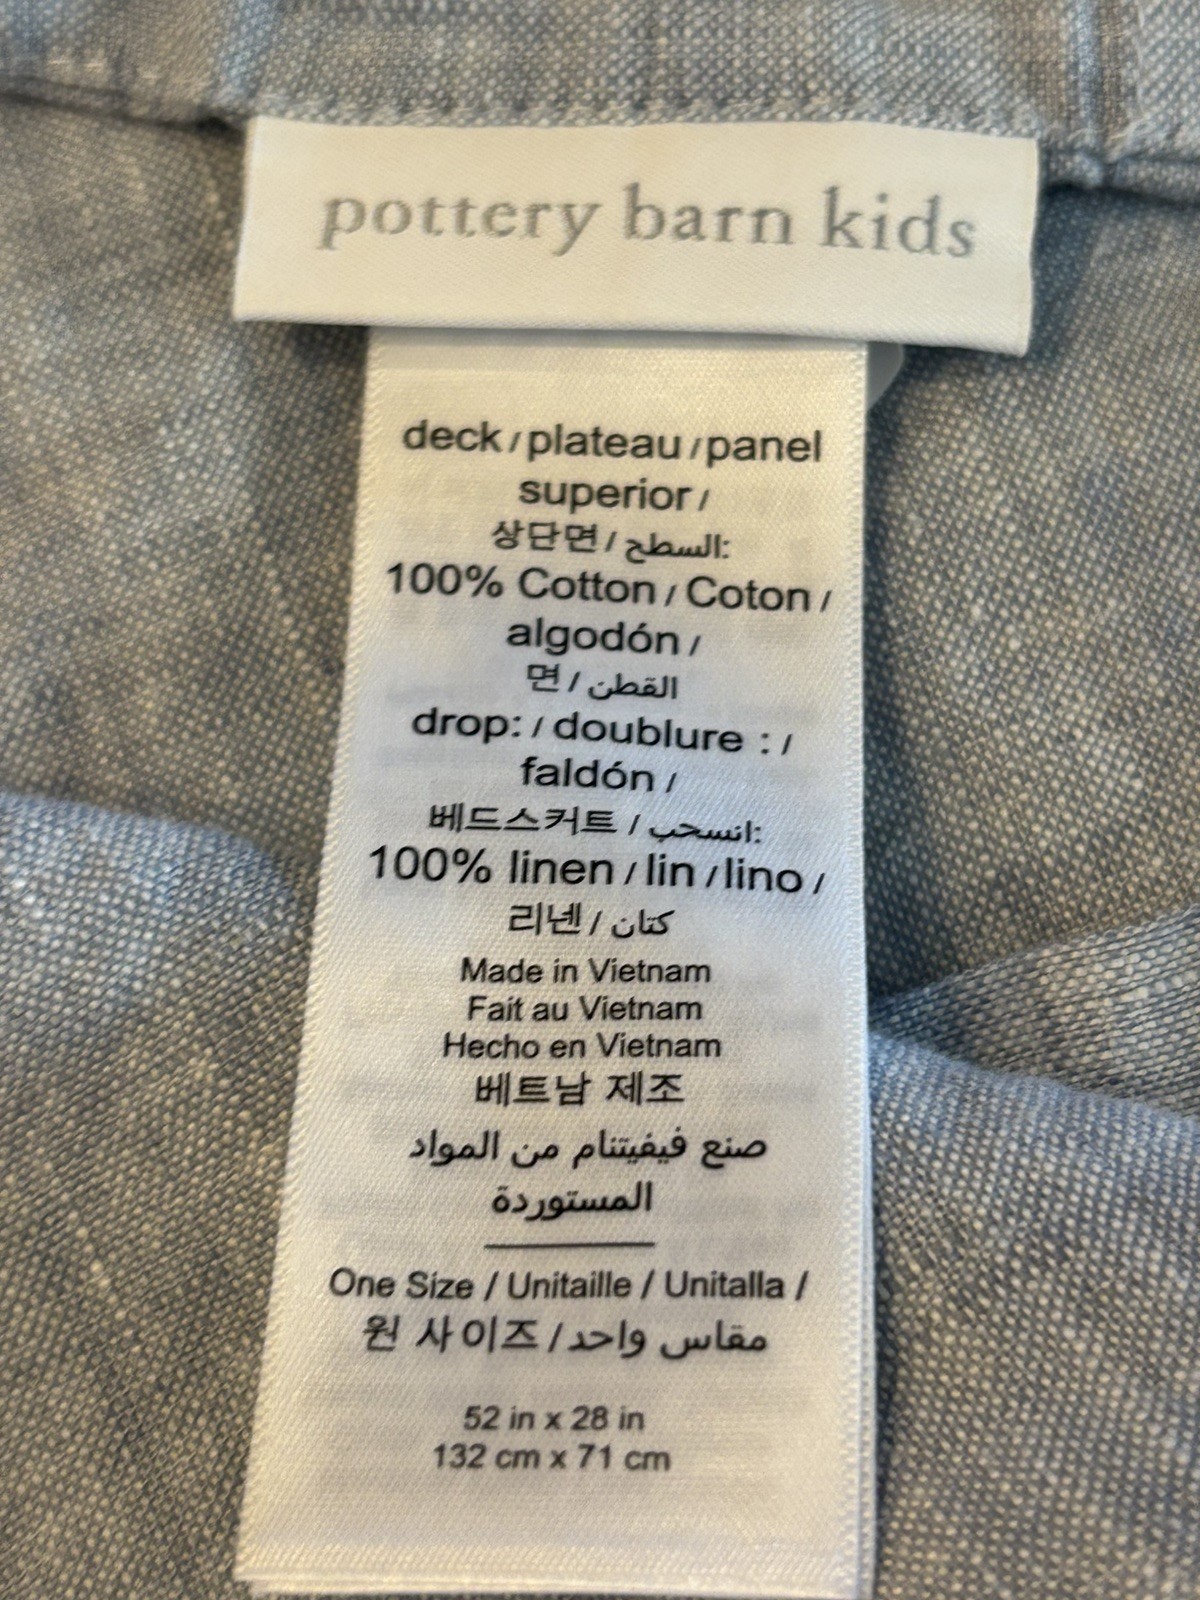 pottery barn kids
deck / plateau / panel
superior /
상단면 / السطح:
100% Cotton / Coton /
algodón /
면 / القطن
drop: / doublure : /
faldón /
베드스커트 / انسحب:
100% linen / lin / lino /
리넨 / كتان
Made in Vietnam
Fait au Vietnam
Hecho en Vietnam
베트남 제조
صنع فيفيتنام من المواد
المستوردة
One Size / Unitaille / Unitalla /
원 사이즈 / مقاس واحد
52 in x 28 in
132 cm x 71 cm